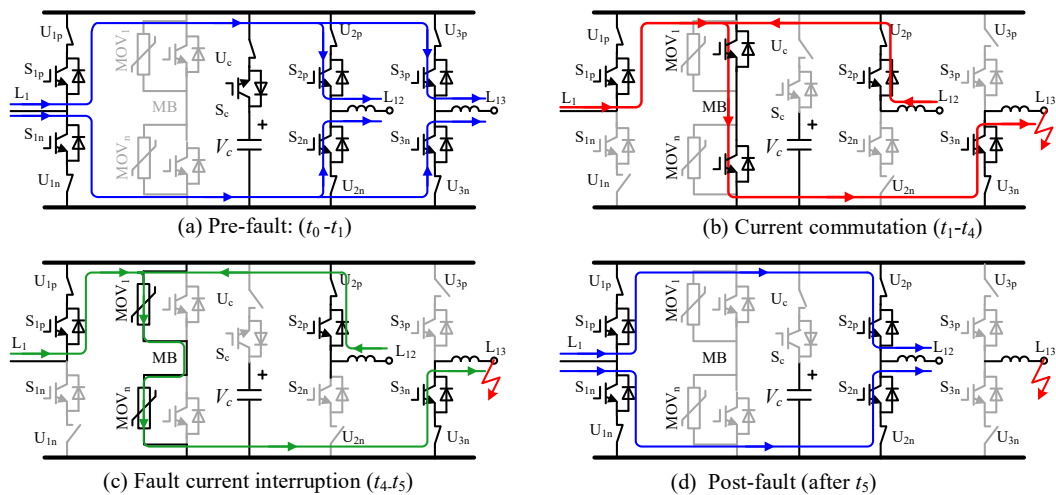 U1p
MOV1
U2p
U3p
S1p
Uc
S2p
S3p
L1
MB
Sc
L12
L13
S1n
MOVn
Vc
S2n
S3n
U1n
U2n
U3n
(a) Pre-fault: (t0 -t1)
U1p
MOV1
U2p
U3p
S1p
Uc
S2p
S3p
L1
MB
Sc
L12
L13
S1n
MOVn
Vc
S2n
S3n
U1n
U2n
U3n
(b) Current commutation (t1-t4)
U1p
MOV1
U2p
U3p
S1p
Uc
S2p
S3p
L1
MB
Sc
L12
L13
S1n
MOVn
Vc
S2n
S3n
U1n
U2n
U3n
(c) Fault current interruption (t4-t5)
U1p
MOV1
U2p
U3p
S1p
Uc
S2p
S3p
L1
MB
Sc
L12
L13
S1n
MOVn
Vc
S2n
S3n
U1n
U2n
U3n
(d) Post-fault (after t5)